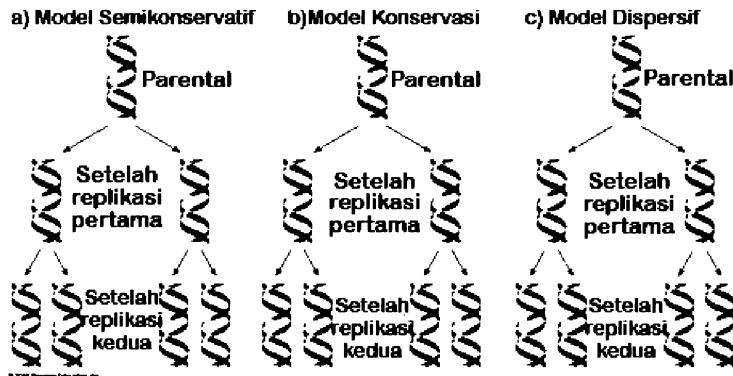 a) Model Semikonservatif
b)Model Konservasi
c) Model Dispersif
Parental
Parental
Parental
Setelah
replikasi
pertama
Setelah
replikasi
pertama
Setelah
replikasi
pertama
Setelah
replikasi
kedua
Setelah
replikasi
kedua
Setelah
replikasi
kedua